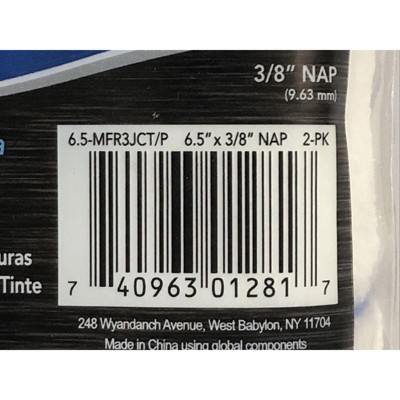 3/8" NAP
(9.63 mm)
6.5-MFR3JCT/P 6.5" x 3/8" NAP 2-PK
uras
Tinte
7 40963 01281 7
248 Wyandanch Avenue, West Babylon, NY 11704
Made in China using global components